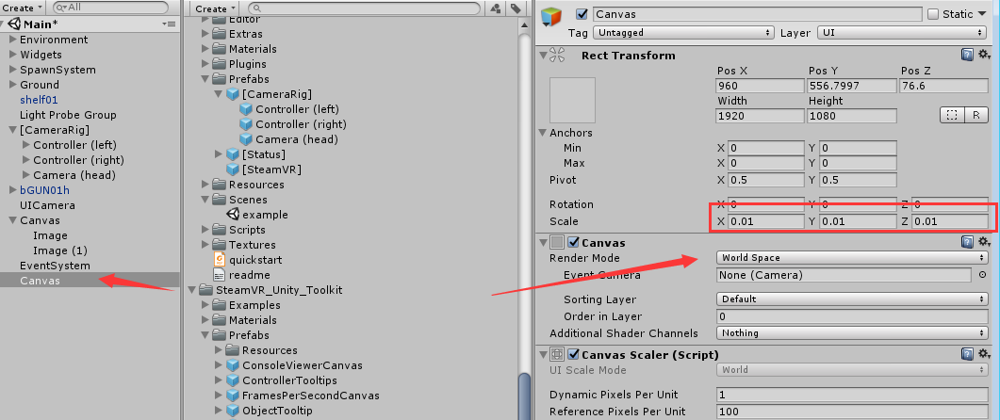 Create
All
Main*
Environment
Widgets
SpawnSystem
Ground
shelf01
Light Probe Group
[CameraRig]
Controller (left)
Controller (right)
Camera (head)
bGUN01h
UICamera
Canvas
Image
Image (1)
EventSystem
Canvas
Create
Editor
Extras
Materials
Plugins
Prefabs
[CameraRig]
Controller (left)
Controller (right)
Camera (head)
[Status]
[SteamVR]
Resources
Scenes
example
Scripts
Textures
quickstart
readme
SteamVR_Unity_Toolkit
Examples
Materials
Prefabs
Resources
ConsoleViewerCanvas
ControllerTooltips
FramesPerSecondCanvas
ObjectTooltip
Canvas Static
Tag Untagged Layer UI
Rect Transform
Pos X Pos Y Pos Z
960 556.7997 76.6
Width Height
1920 1080
R
Anchors
Min X 0 Y 0
Max X 0 Y 0
Pivot X 0.5 Y 0.5
Rotation X 0 Y 0 Z 0
Scale X 0.01 Y 0.01 Z 0.01
Canvas
Render Mode World Space
Event Camera None (Camera)
Sorting Layer Default
Order in Layer 0
Additional Shader Channels Nothing
Canvas Scaler (Script)
UI Scale Mode World
Dynamic Pixels Per Unit 1
Reference Pixels Per Unit 100